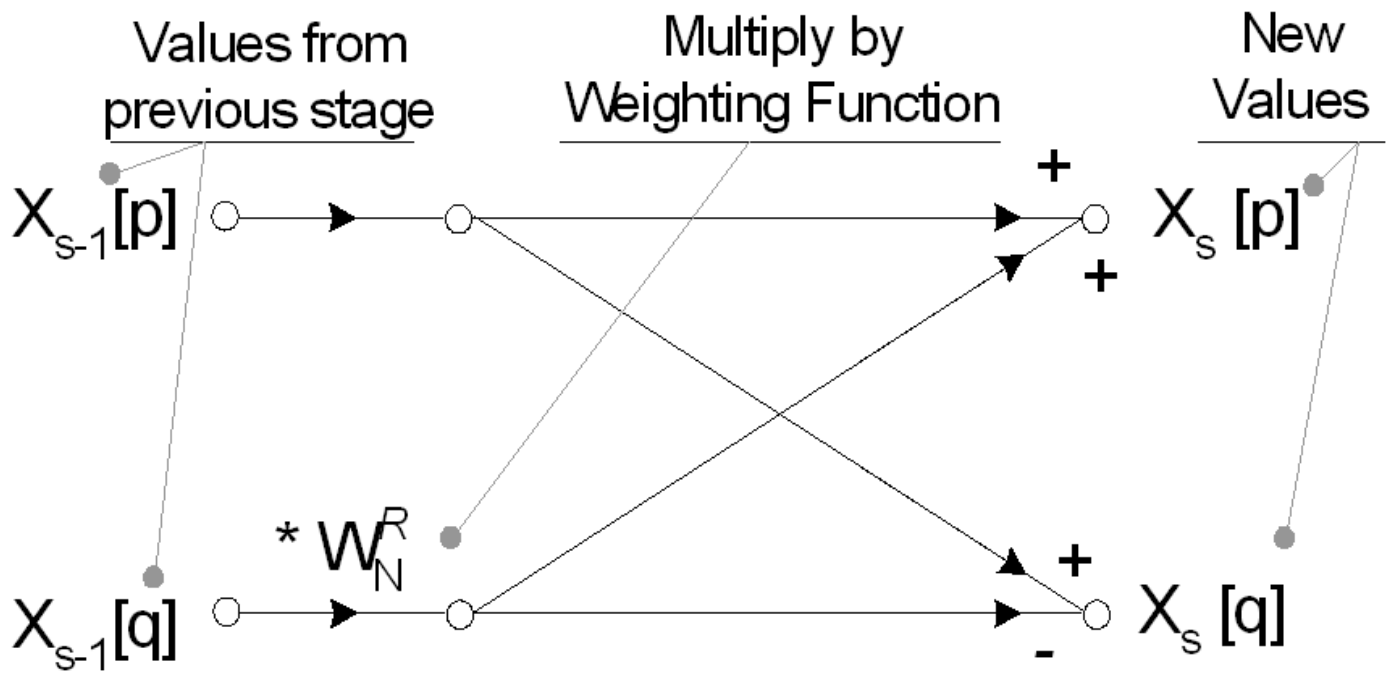 Values from
previous stage
Multiply by
Weighting Function
New
Values
+
X_{s-1}[p]
X_s [p]
+
* W_N^R
+
X_{s-1}[q]
X_s [q]
-